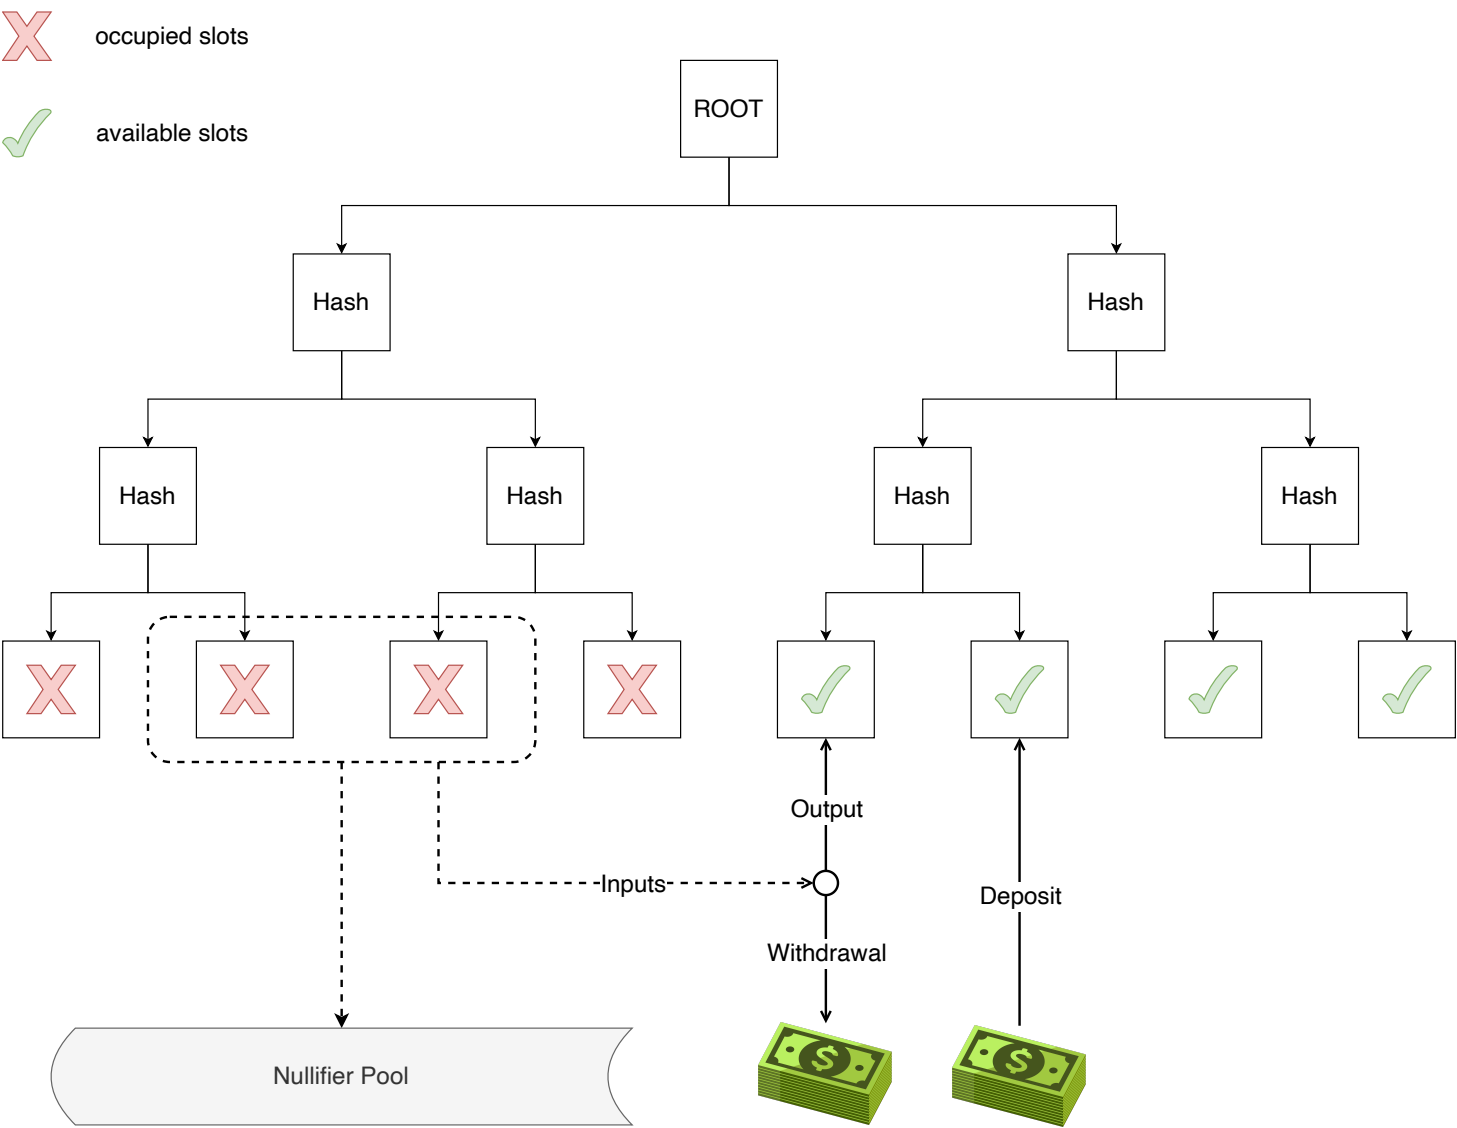 occupied slots
available slots
ROOT
Hash
Hash
Hash
Hash
Hash
Hash
Output
Inputs
Deposit
Withdrawal
Nullifier Pool
$
$